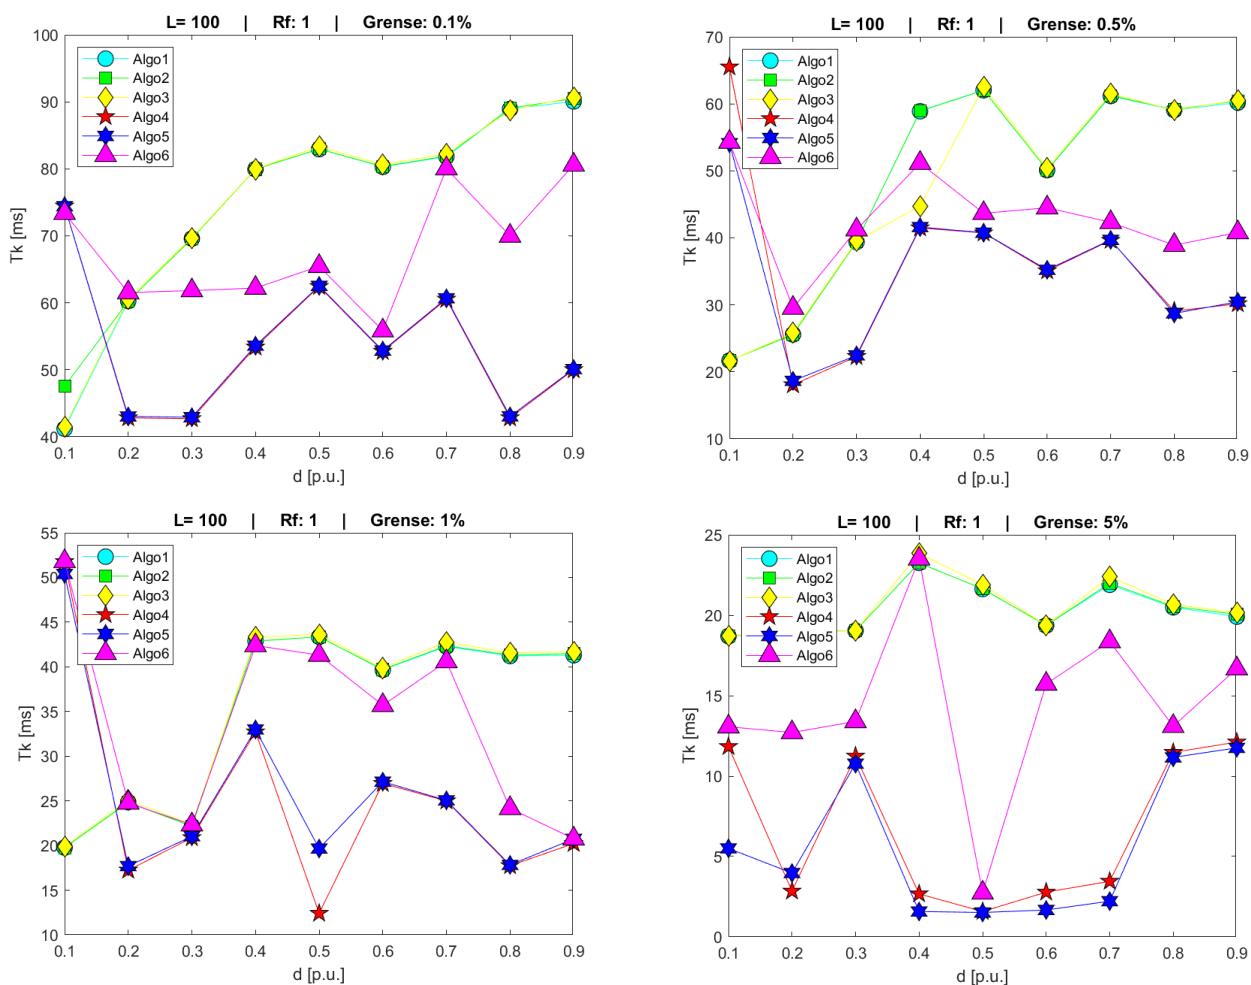 L= 100 | Rf: 1 | Grense: 0.1%
100
90
80
70
60
50
40
Tk [ms]
Algo1
Algo2
Algo3
Algo4
Algo5
Algo6
0.1 0.2 0.3 0.4 0.5 0.6 0.7 0.8 0.9
d [p.u.]
L= 100 | Rf: 1 | Grense: 0.5%
70
60
50
40
30
20
10
Tk [ms]
Algo1
Algo2
Algo3
Algo4
Algo5
Algo6
0.1 0.2 0.3 0.4 0.5 0.6 0.7 0.8 0.9
d [p.u.]
L= 100 | Rf: 1 | Grense: 1%
55
50
45
40
35
30
25
20
15
10
Tk [ms]
Algo1
Algo2
Algo3
Algo4
Algo5
Algo6
0.1 0.2 0.3 0.4 0.5 0.6 0.7 0.8 0.9
d [p.u.]
L= 100 | Rf: 1 | Grense: 5%
25
20
15
10
5
0
Tk [ms]
Algo1
Algo2
Algo3
Algo4
Algo5
Algo6
0.1 0.2 0.3 0.4 0.5 0.6 0.7 0.8 0.9
d [p.u.]